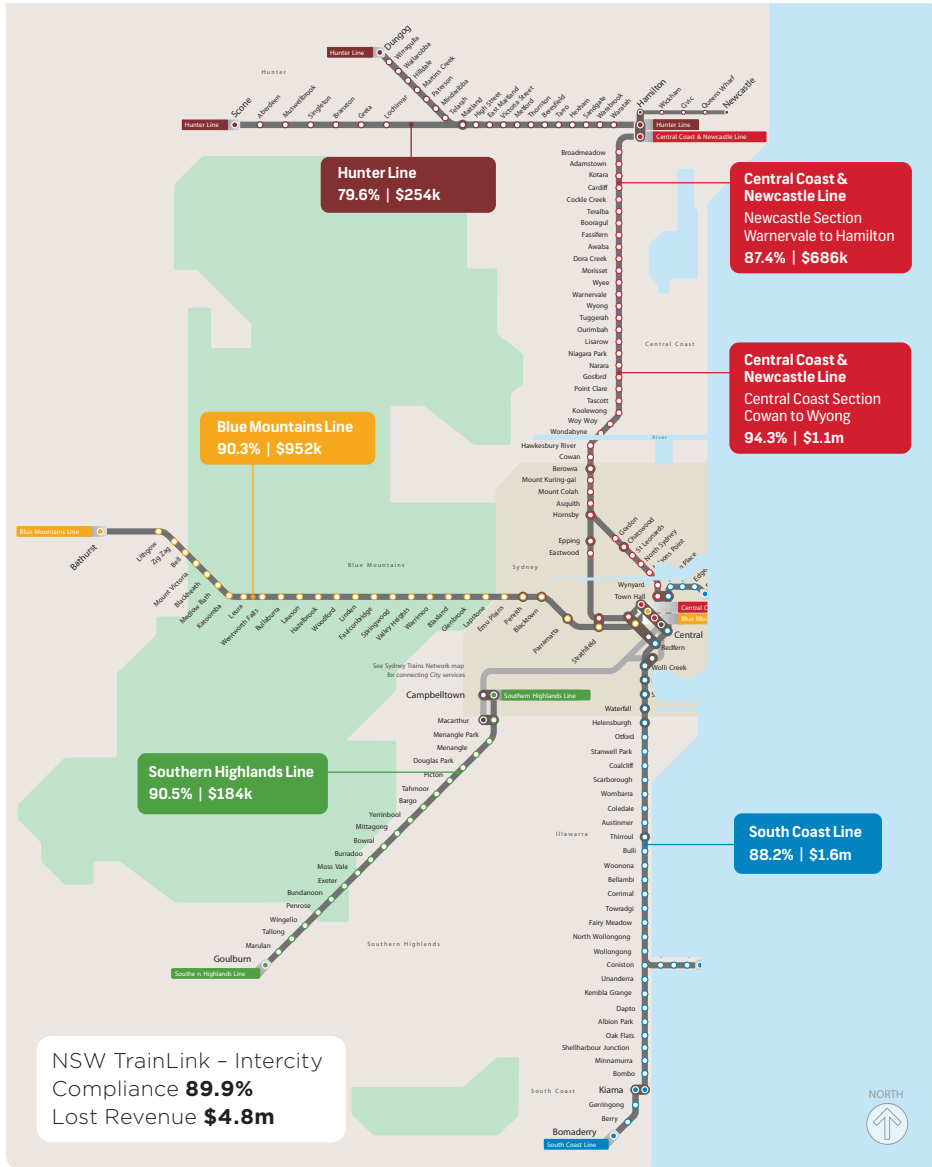 Dungog
Hunter Line
Wirragulla
Wallarobba
Hilldale
Martins Creek
Paterson
Mindaribba
Telarah
Hunter
Scone
Hunter Line
Aberdeen
Muswellbrook
Singleton
Branxton
Greta
Lochinvar
Maitland
High Street
East Maitland
Victoria Street
Metford
Thornton
Beresfield
Tarro
Hexham
Sandgate
Warabrook
Waratah
Hamilton
Wickham
Civic
Queens Wharf
Newcastle
Hunter Line
Central Coast & Newcastle Line
Hunter Line
79.6% | $254k
Central Coast &
Newcastle Line
Newcastle Section
Warnervale to Hamilton
87.4% | $686k
Broadmeadow
Adamstown
Kotara
Cardiff
Cockle Creek
Teralba
Booragul
Fassifern
Awaba
Dora Creek
Morisset
Wyee
Warnervale
Wyong
Tuggerah
Ourimbah
Lisarow
Niagara Park
Narara
Gosford
Point Clare
Tascott
Koolewong
Woy Woy
Wondabyne
Hawkesbury River
Cowan
Berowra
Mount Kuring-gai
Mount Colah
Asquith
Hornsby
Epping
Eastwood
Central Coast
River
Central Coast &
Newcastle Line
Central Coast Section
Cowan to Wyong
94.3% | $1.1m
Blue Mountains Line
90.3% | $952k
Gordon
Chatswood
St Leonards
North Sydney
Wynyard
Town Hall
Central
Redfern
Wolli Creek
Sydney
Blue Mountains Line
Bathurst
Lithgow
Zig Zag
Bell
Mount Victoria
Blackheath
Medlow Bath
Katoomba
Leura
Wentworth Falls
Bullaburra
Lawson
Hazelbrook
Woodford
Linden
Faulconbridge
Springwood
Valley Heights
Warrimoo
Blaxland
Glenbrook
Lapstone
Emu Plains
Penrith
Blacktown
Parramatta
Strathfield
Blue Mountains
See Sydney Trains Network map
for connecting City services
Campbelltown
Southern Highlands Line
Macarthur
Menangle Park
Menangle
Douglas Park
Picton
Tahmoor
Bargo
Yerrinbool
Mittagong
Bowral
Burradoo
Moss Vale
Exeter
Bundanoon
Penrose
Wingello
Tallong
Marulan
Goulburn
Southe n Highlands Line
Southern Highlands
Southern Highlands Line
90.5% | $184k
Waterfall
Helensburgh
Otford
Stanwell Park
Coalcliff
Scarborough
Wombarra
Coledale
Austinmer
Thirroul
Bulli
Woonona
Bellambi
Corrimal
Towradgi
Fairy Meadow
North Wollongong
Wollongong
Coniston
Unanderra
Kembla Grange
Dapto
Albion Park
Oak Flats
Shellharbour Junction
Minnamurra
Bombo
Kiama
Gerringong
Berry
Bomaderry
South Coast Line
Illawarra
South Coast
South Coast Line
88.2% | $1.6m
NSW TrainLink – Intercity
Compliance 89.9%
Lost Revenue $4.8m
NORTH